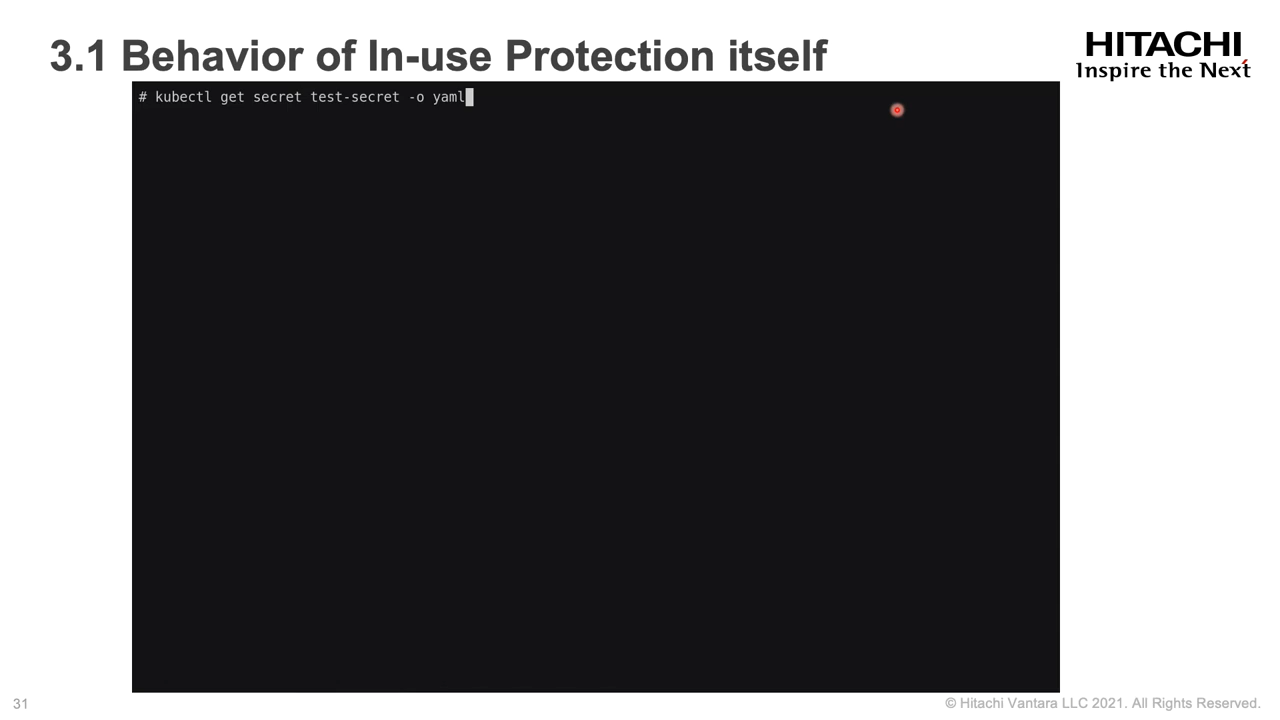 3.1 Behavior of In-use Protection itself
HITACHI
Inspire the Next
# kubectl get secret test-secret -o yaml
31
© Hitachi Vantara LLC 2021. All Rights Reserved.